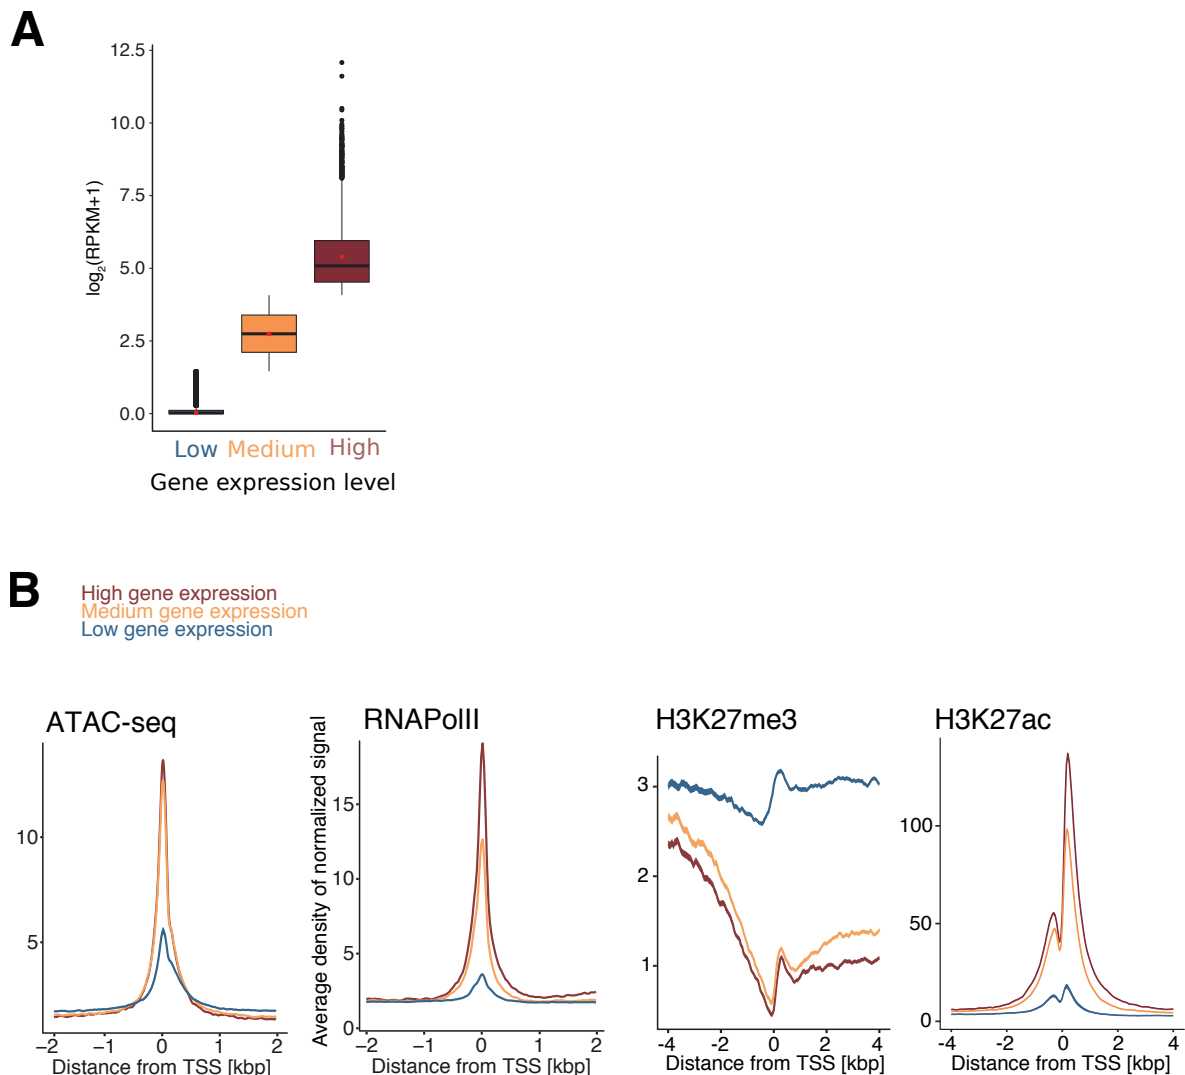 A
12.5
10.0
7.5
5.0
2.5
0.0
log2(RPKM+1)
Low Medium High
Gene expression level
B
High gene expression
Medium gene expression
Low gene expression
ATAC-seq
10
5
−2 −1 0 1 2
Distance from TSS [kbp]
RNAPolII
Average density of normalized signal
15
10
5
0
−2 −1 0 1 2
Distance from TSS [kbp]
H3K27me3
3
2
1
-4 -2 0 2 4
Distance from TSS [kbp]
H3K27ac
100
50
0
-4 -2 0 2 4
Distance from TSS [kbp]